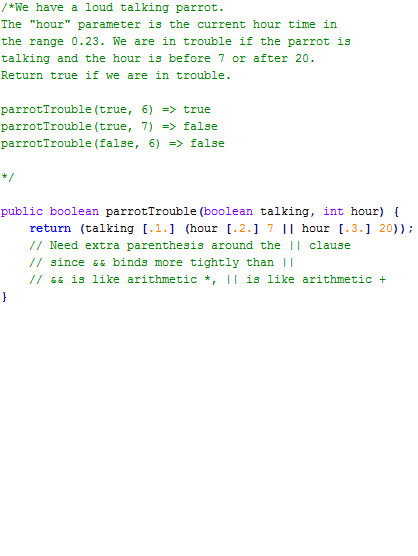 /*We have a loud talking parrot.
The "hour" parameter is the current hour time in
the range 0.23. We are in trouble if the parrot is
talking and the hour is before 7 or after 20.
Return true if we are in trouble.
parrotTrouble(true, 6) => true
parrotTrouble(true, 7) => false
parrotTrouble(false, 6) => false
*/
public boolean parrotTrouble(boolean talking, int hour) {
return (talking [.1.] (hour [.2.] 7 || hour [.3.] 20));
// Need extra parenthesis around the || clause
// since && binds more tightly than ||
// && is like arithmetic *, || is like arithmetic +
}